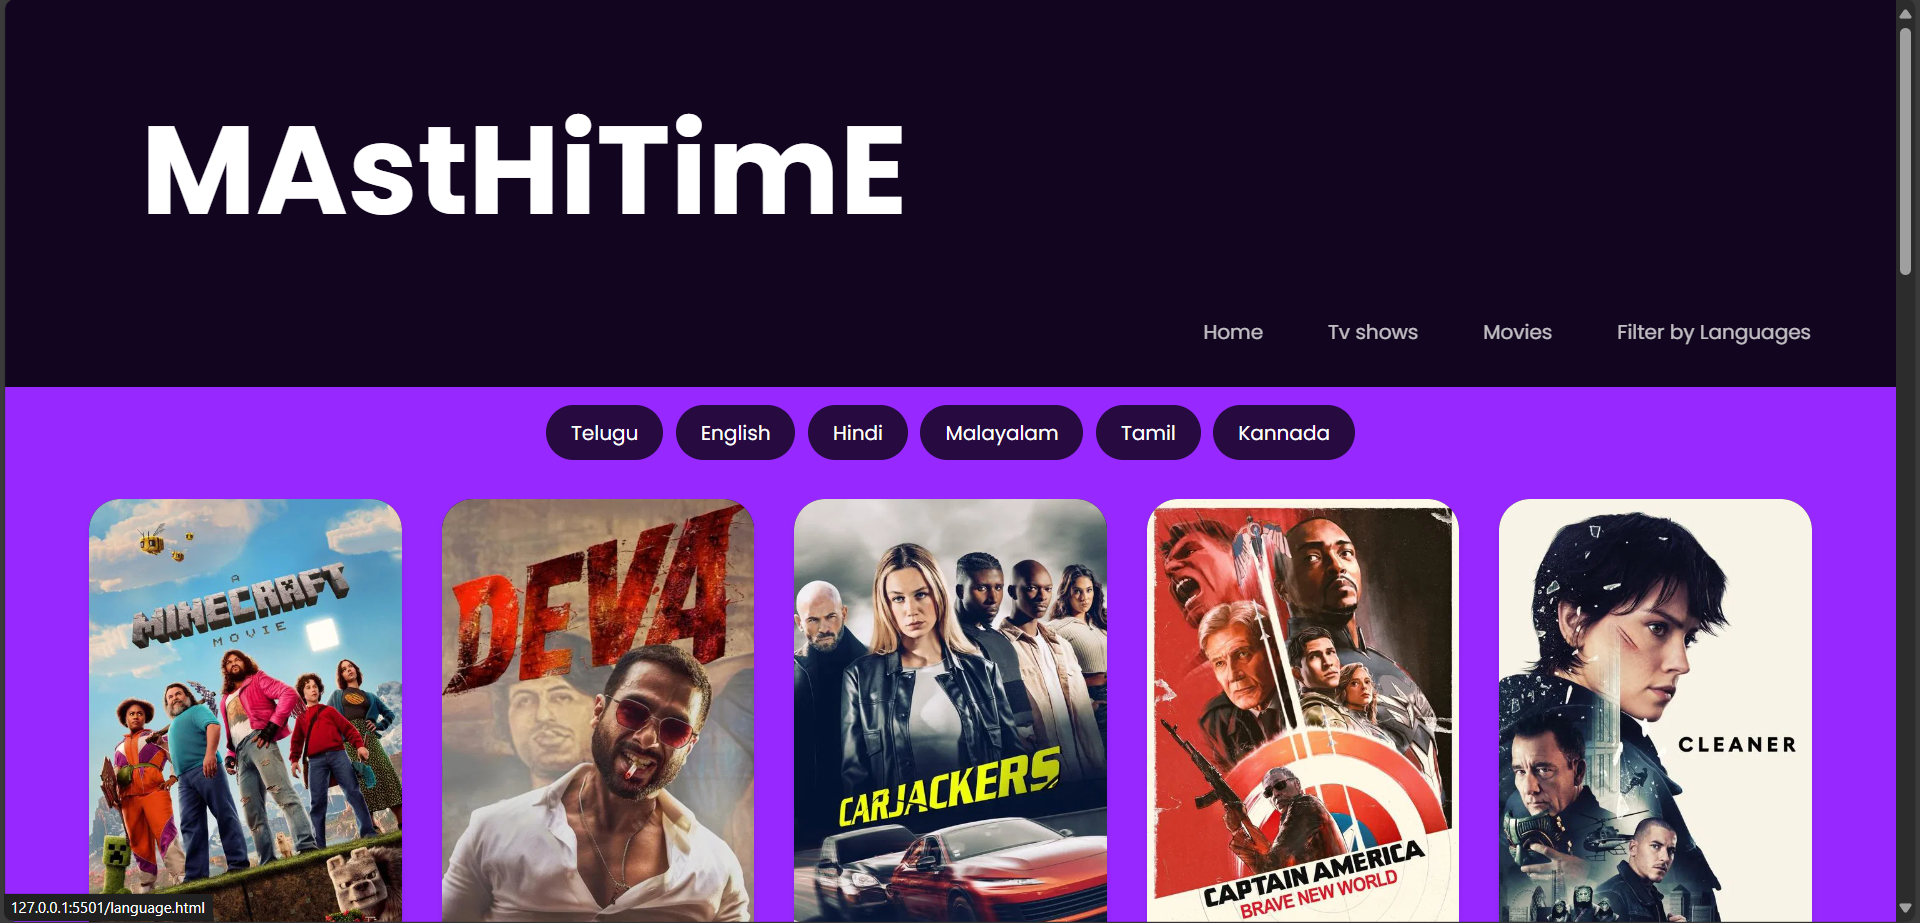 MAstHiTimE
Home Tv shows Movies Filter by Languages
Telugu English Hindi Malayalam Tamil Kannada
A
MINECRAFT
MOVIE
DEVA
CARJACKERS
CAPTAIN AMERICA
BRAVE NEW WORLD
CLEANER
127.0.0.1:5501/language.html